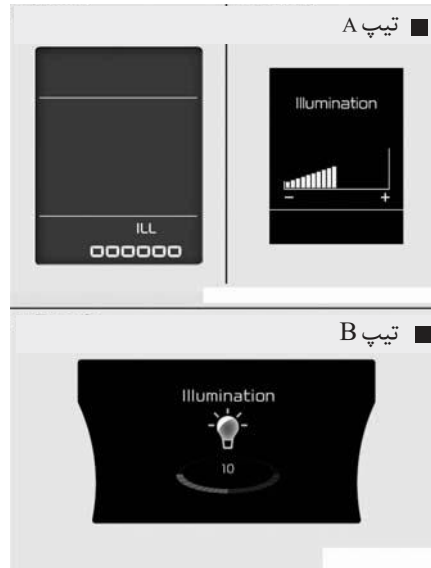 ■ تیپ A
ILL
Illumination
- +
■ تیپ B
Illumination
10